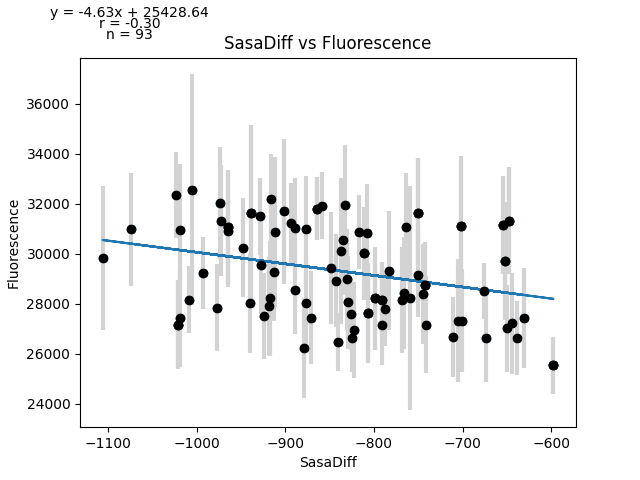 y = -4.63x + 25428.64
r = -0.30
n = 93
SasaDiff vs Fluorescence
Fluorescence
36000
34000
32000
30000
28000
26000
24000
−1100
−1000
−900
−800
−700
−600
SasaDiff